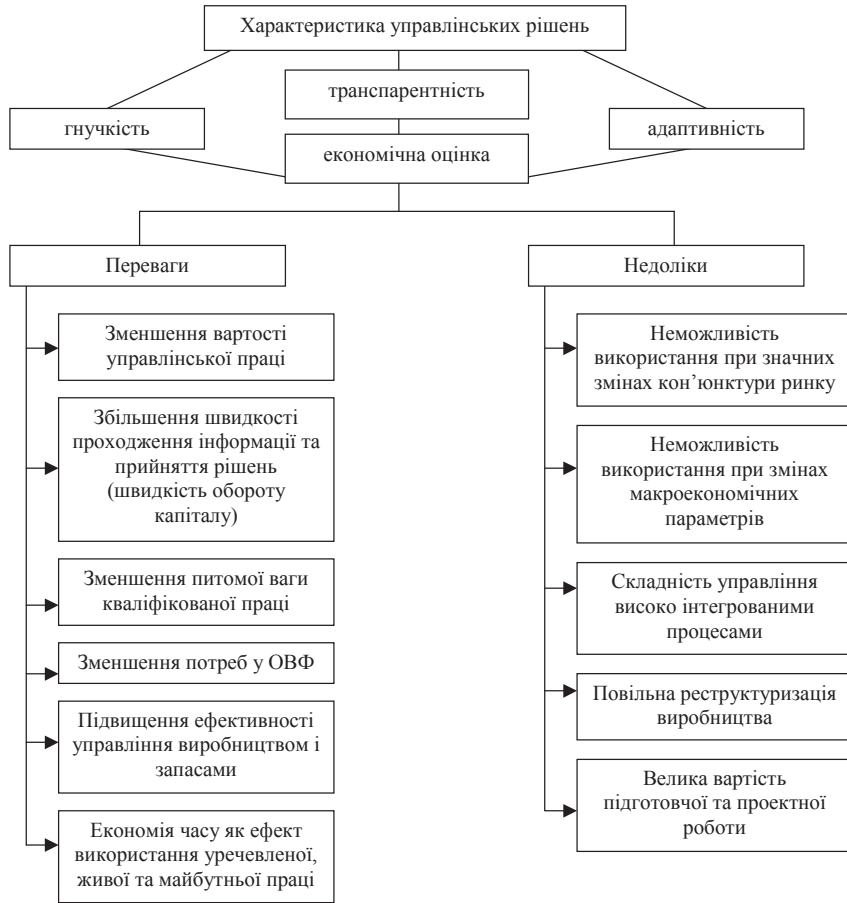 Характеристика управлінських рішень
транспарентність
гнучкість
адаптивність
економічна оцінка
Переваги
Зменшення вартості
управлінської праці
Збільшення швидкості
проходження інформації та
прийняття рішень
(швидкість обороту
капіталу)
Зменшення питомої ваги
кваліфікованої праці
Зменшення потреб у ОВФ
Підвищення ефективності
управління виробництвом і
запасами
Економія часу як ефект
використання уречевленої,
живої та майбутньої праці
Недоліки
Неможливість
використання при значних
змінах кон’юнктури ринку
Неможливість
використання при змінах
макроекономічних
параметрів
Складність управління
високо інтегрованими
процесами
Повільна реструктуризація
виробництва
Велика вартість
підготовчої та проектної
роботи